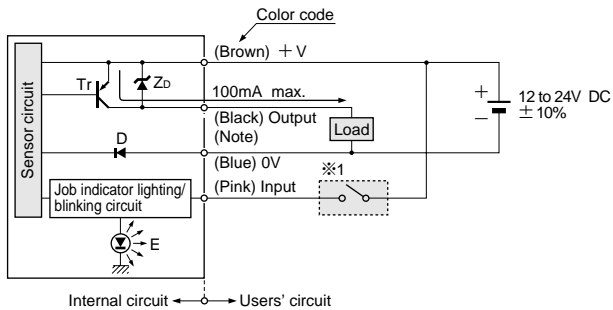 Color code
(Brown) +V
Tr
ZD
100mA max.
12 to 24V DC
±10%
+
−
Sensor circuit
(Black) Output
(Note)
Load
D
(Blue) 0V
※1
(Pink) Input
Job indicator lighting/
blinking circuit
E
Internal circuit
Users' circuit